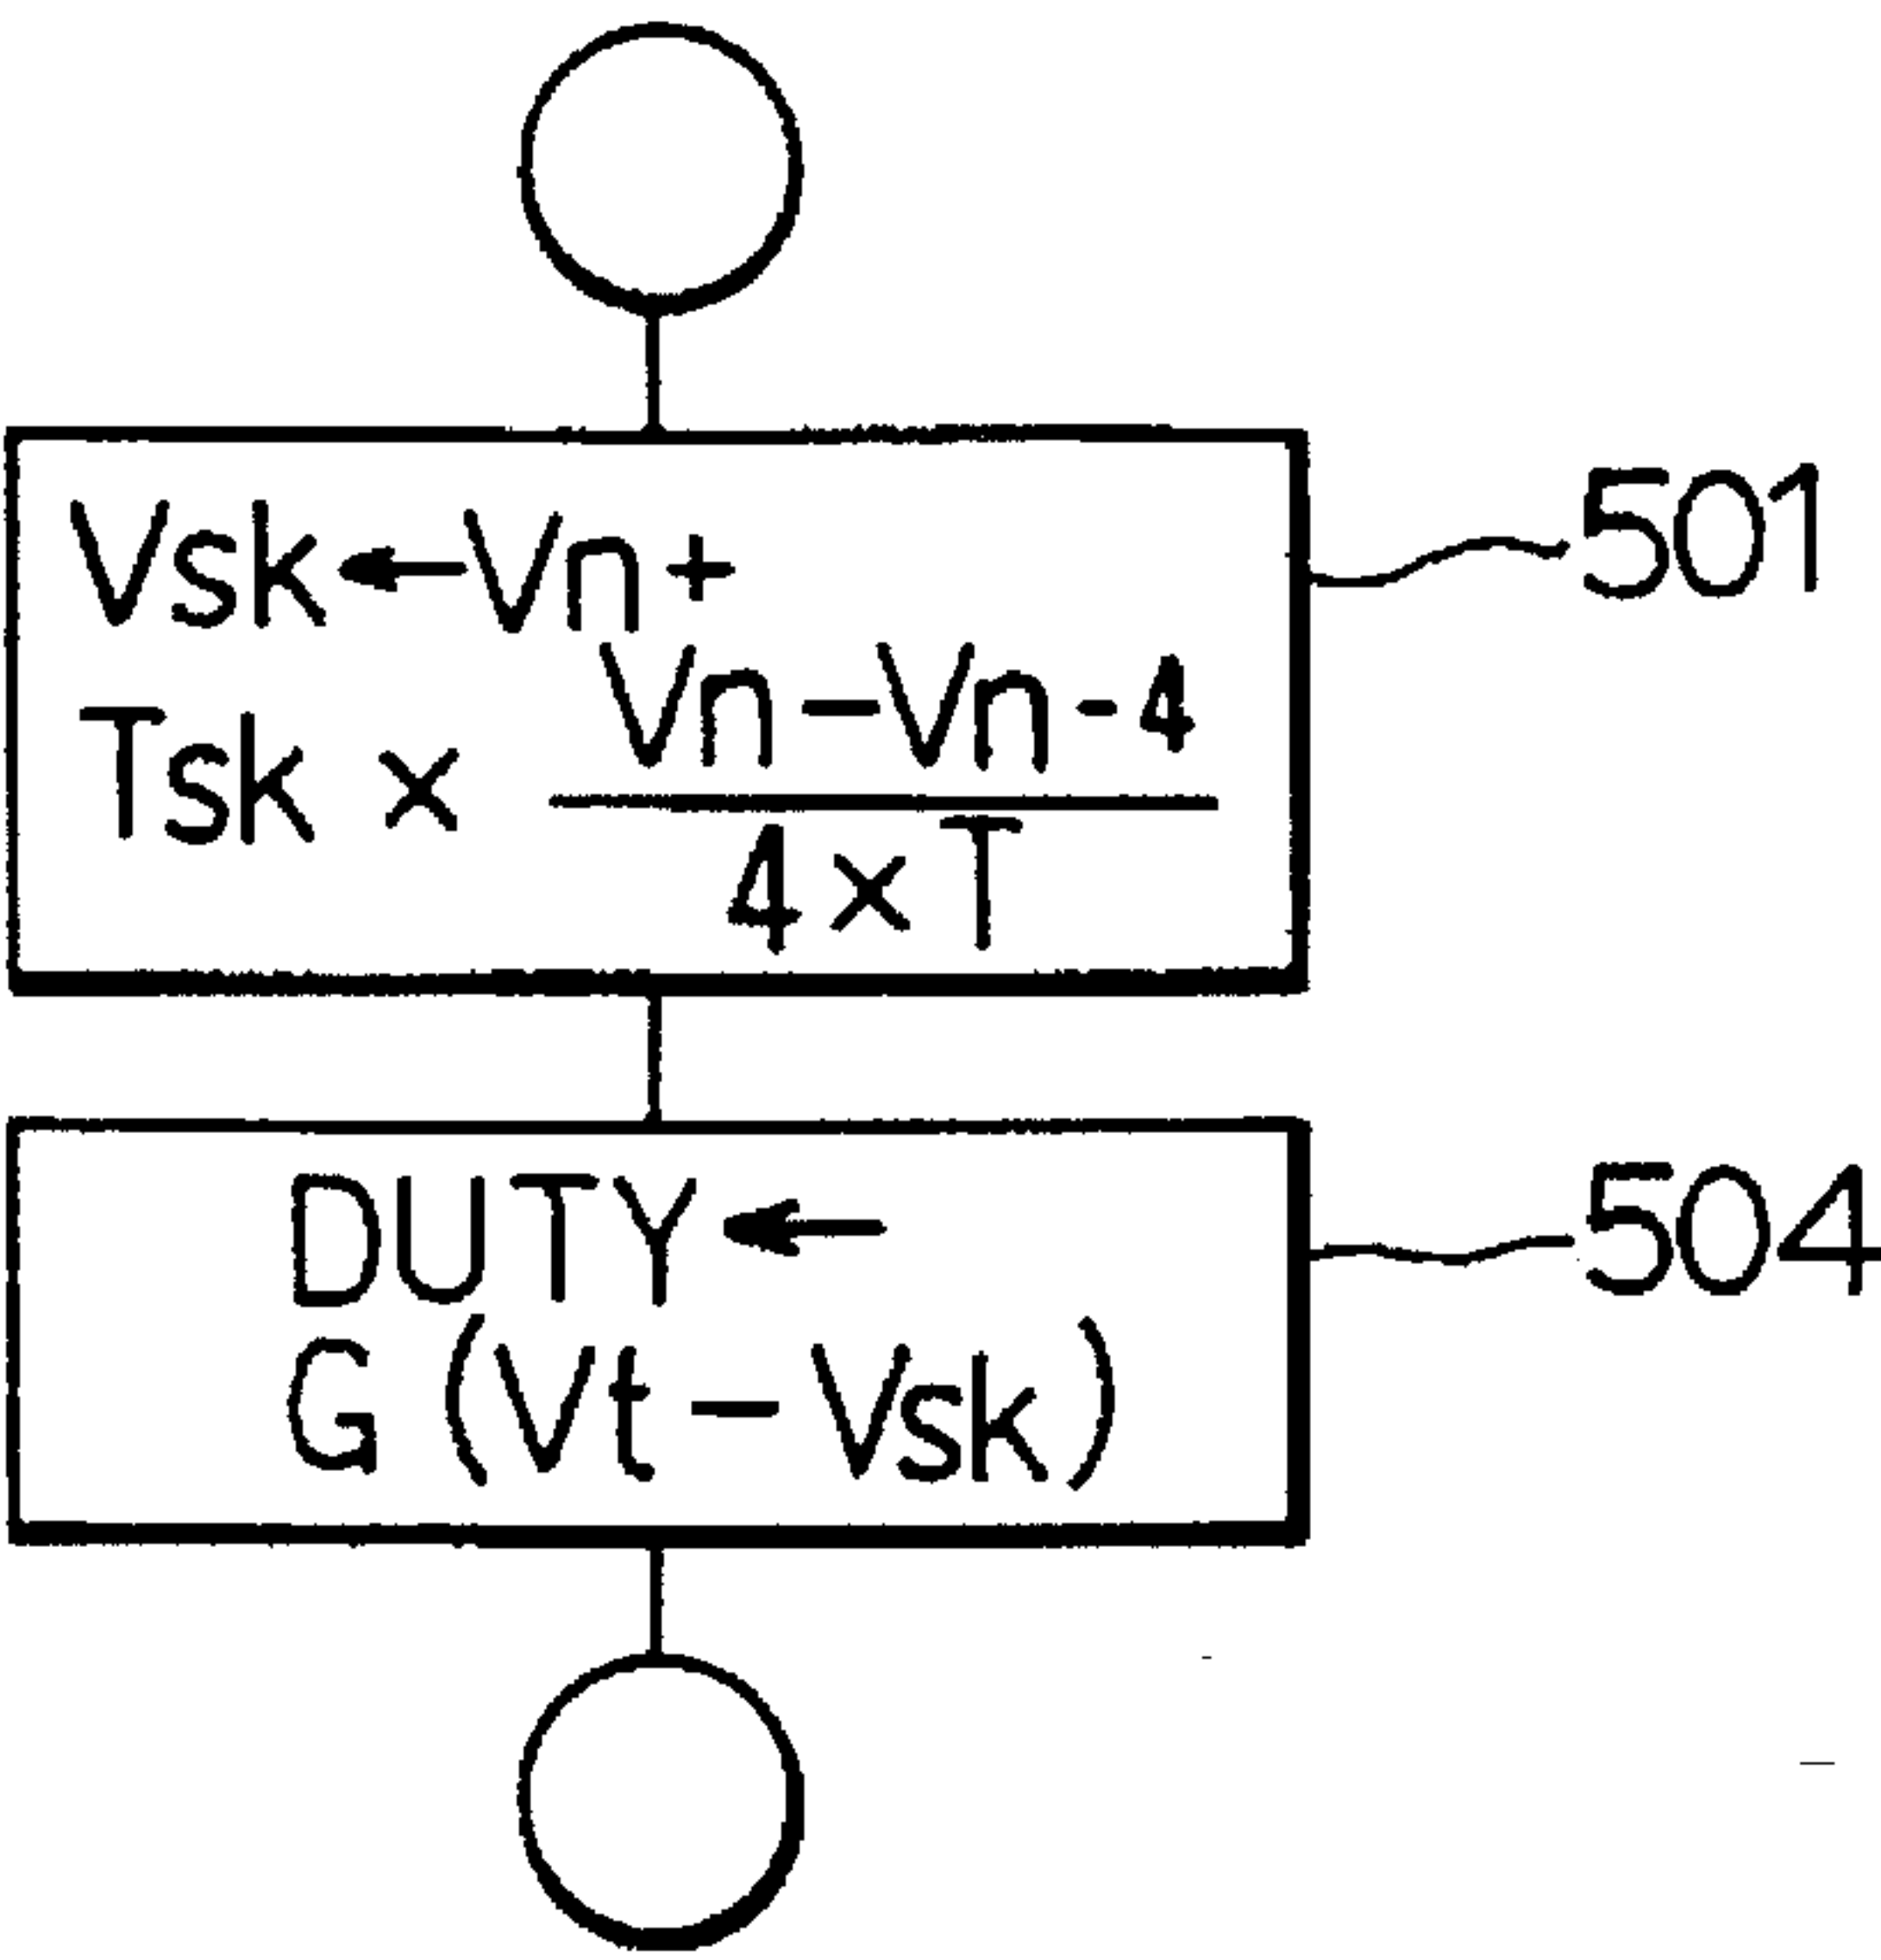 Vsk←Vn+
501
Vn-Vn-4
Tsk ×
4×T
DUTY ←
504
G (Vt - Vsk)